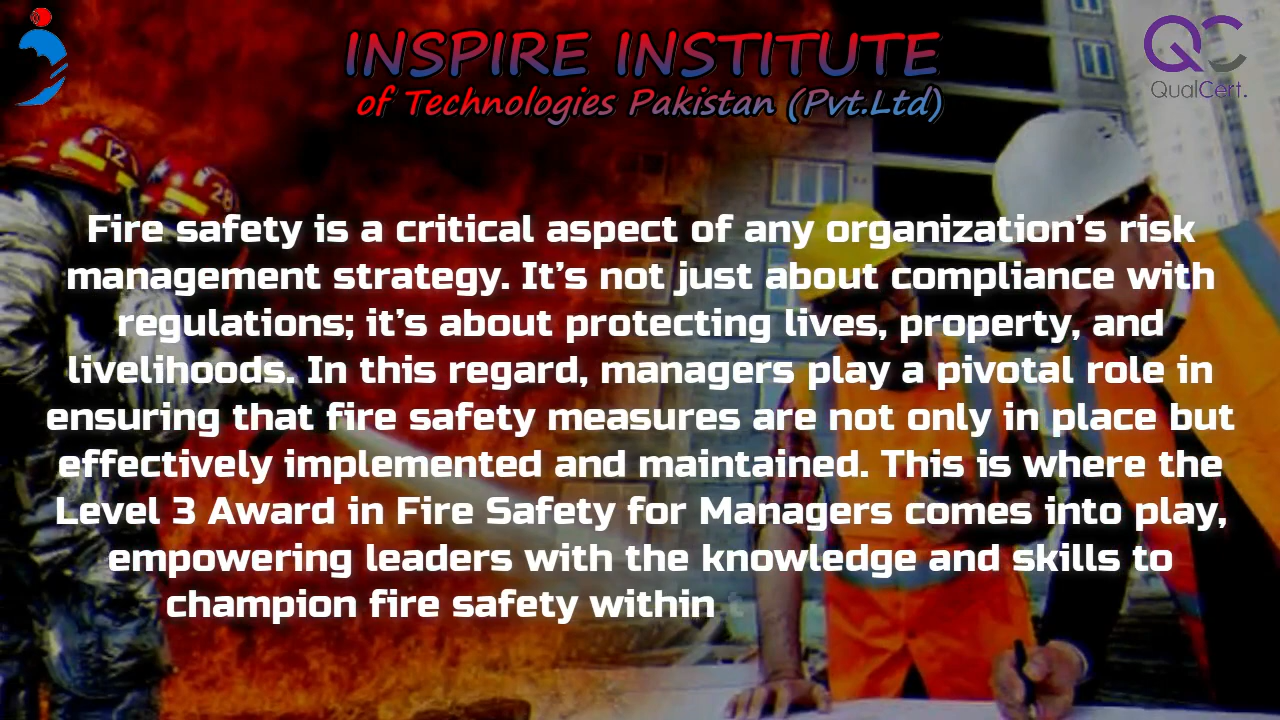 INSPIRE INSTITUTE
of Technologies Pakistan (Pvt.Ltd)
QC
QualCert.
12
28
Fire safety is a critical aspect of any organization’s risk
management strategy. It’s not just about compliance with
regulations; it’s about protecting lives, property, and
livelihoods. In this regard, managers play a pivotal role in
ensuring that fire safety measures are not only in place but
effectively implemented and maintained. This is where the
Level 3 Award in Fire Safety for Managers comes into play,
empowering leaders with the knowledge and skills to
champion fire safety within t